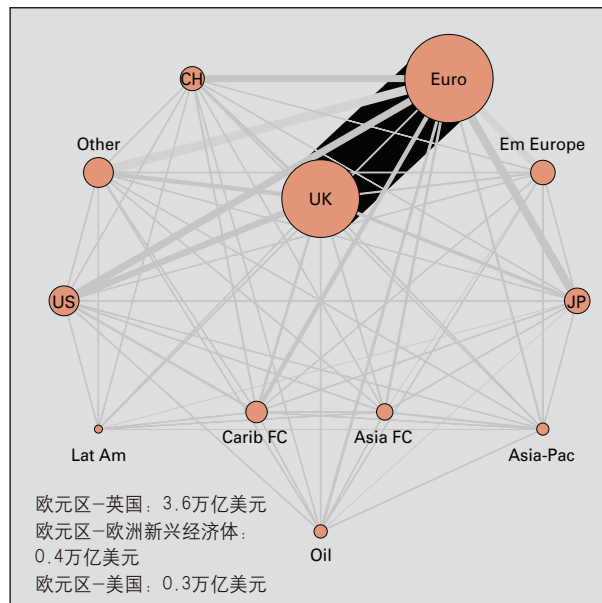 Euro
CH
Other
Em Europe
UK
US
JP
Carib FC
Asia FC
Lat Am
Asia-Pac
欧元区-英国：3.6万亿美元
欧元区-欧洲新兴经济体：
0.4万亿美元
欧元区-美国：0.3万亿美元
Oil